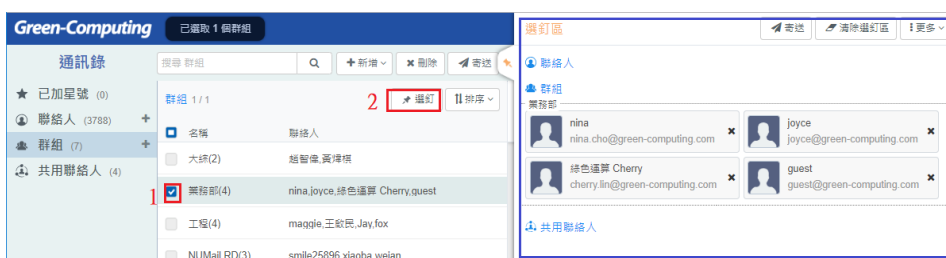 Green-Computing
已選取 1 個群組
通訊錄
已加星號 (0)
聯絡人 (3788) +
群組 (7) +
共用聯絡人 (4)
搜尋 群組
新增
刪除
寄送
群組 1 / 1
2
選釘
排序
名稱 聯絡人
大綜(2) 趙智偉,黃煒棋
1
業務部(4) nina,joyce,綠色運算 Cherry,guest
工程(4) maggie,王啟民,Jay,fox
NUMail RD(3) smile25896,xiaoba,weian
選釘區
寄送
清除選釘區
更多
聯絡人
群組
業務部
nina
nina.cho@green-computing.com
joyce
joyce@green-computing.com
綠色運算 Cherry
cherry.lin@green-computing.com
guest
guest@green-computing.com
共用聯絡人